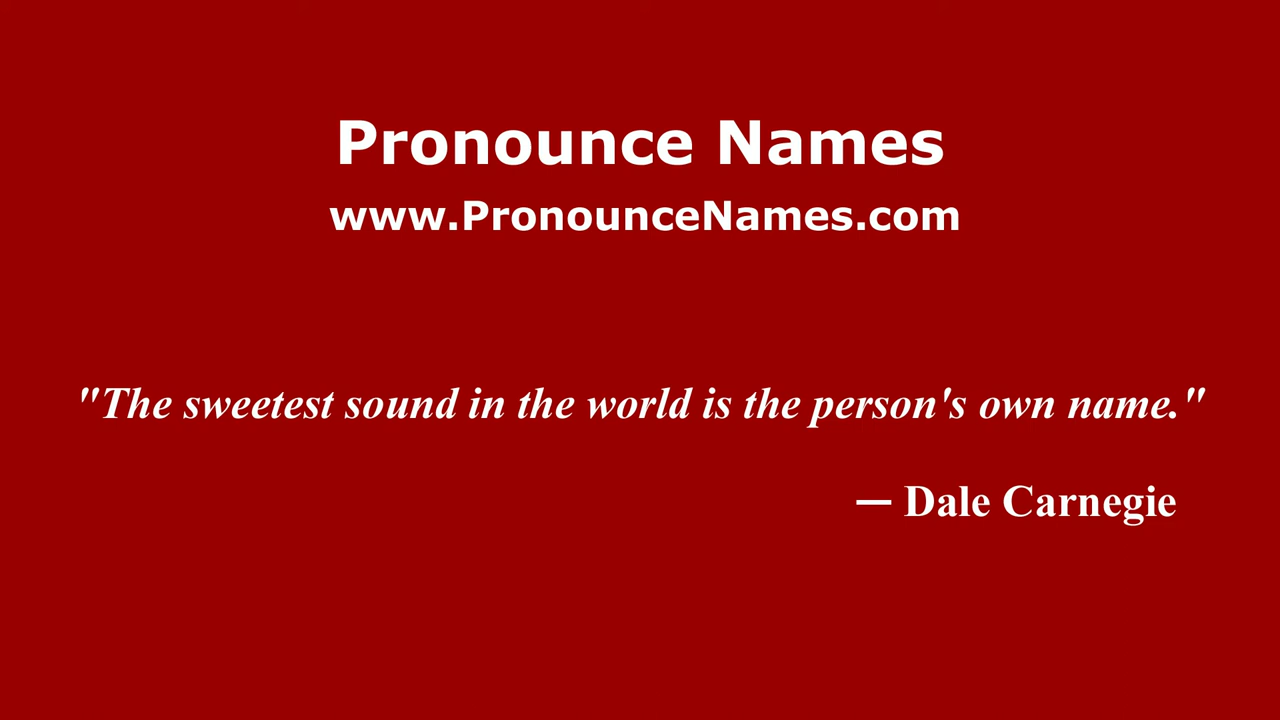 Pronounce Names
www.PronounceNames.com
"The sweetest sound in the world is the person's own name."
— Dale Carnegie